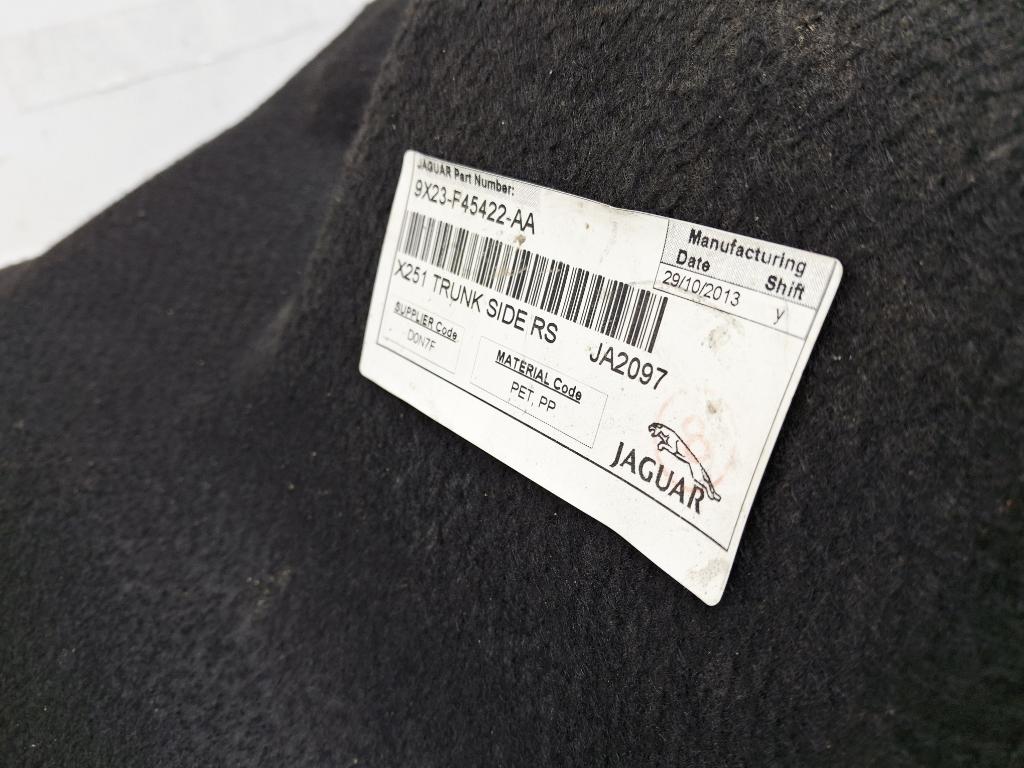 JAGUAR Part Number:
9X23-F45422-AA
Manufacturing
Date Shift
29/10/2013 y
X251 TRUNK SIDE RS JA2097
SUPPLIER Code
D0N7F
MATERIAL Code
PET, PP
8
JAGUAR